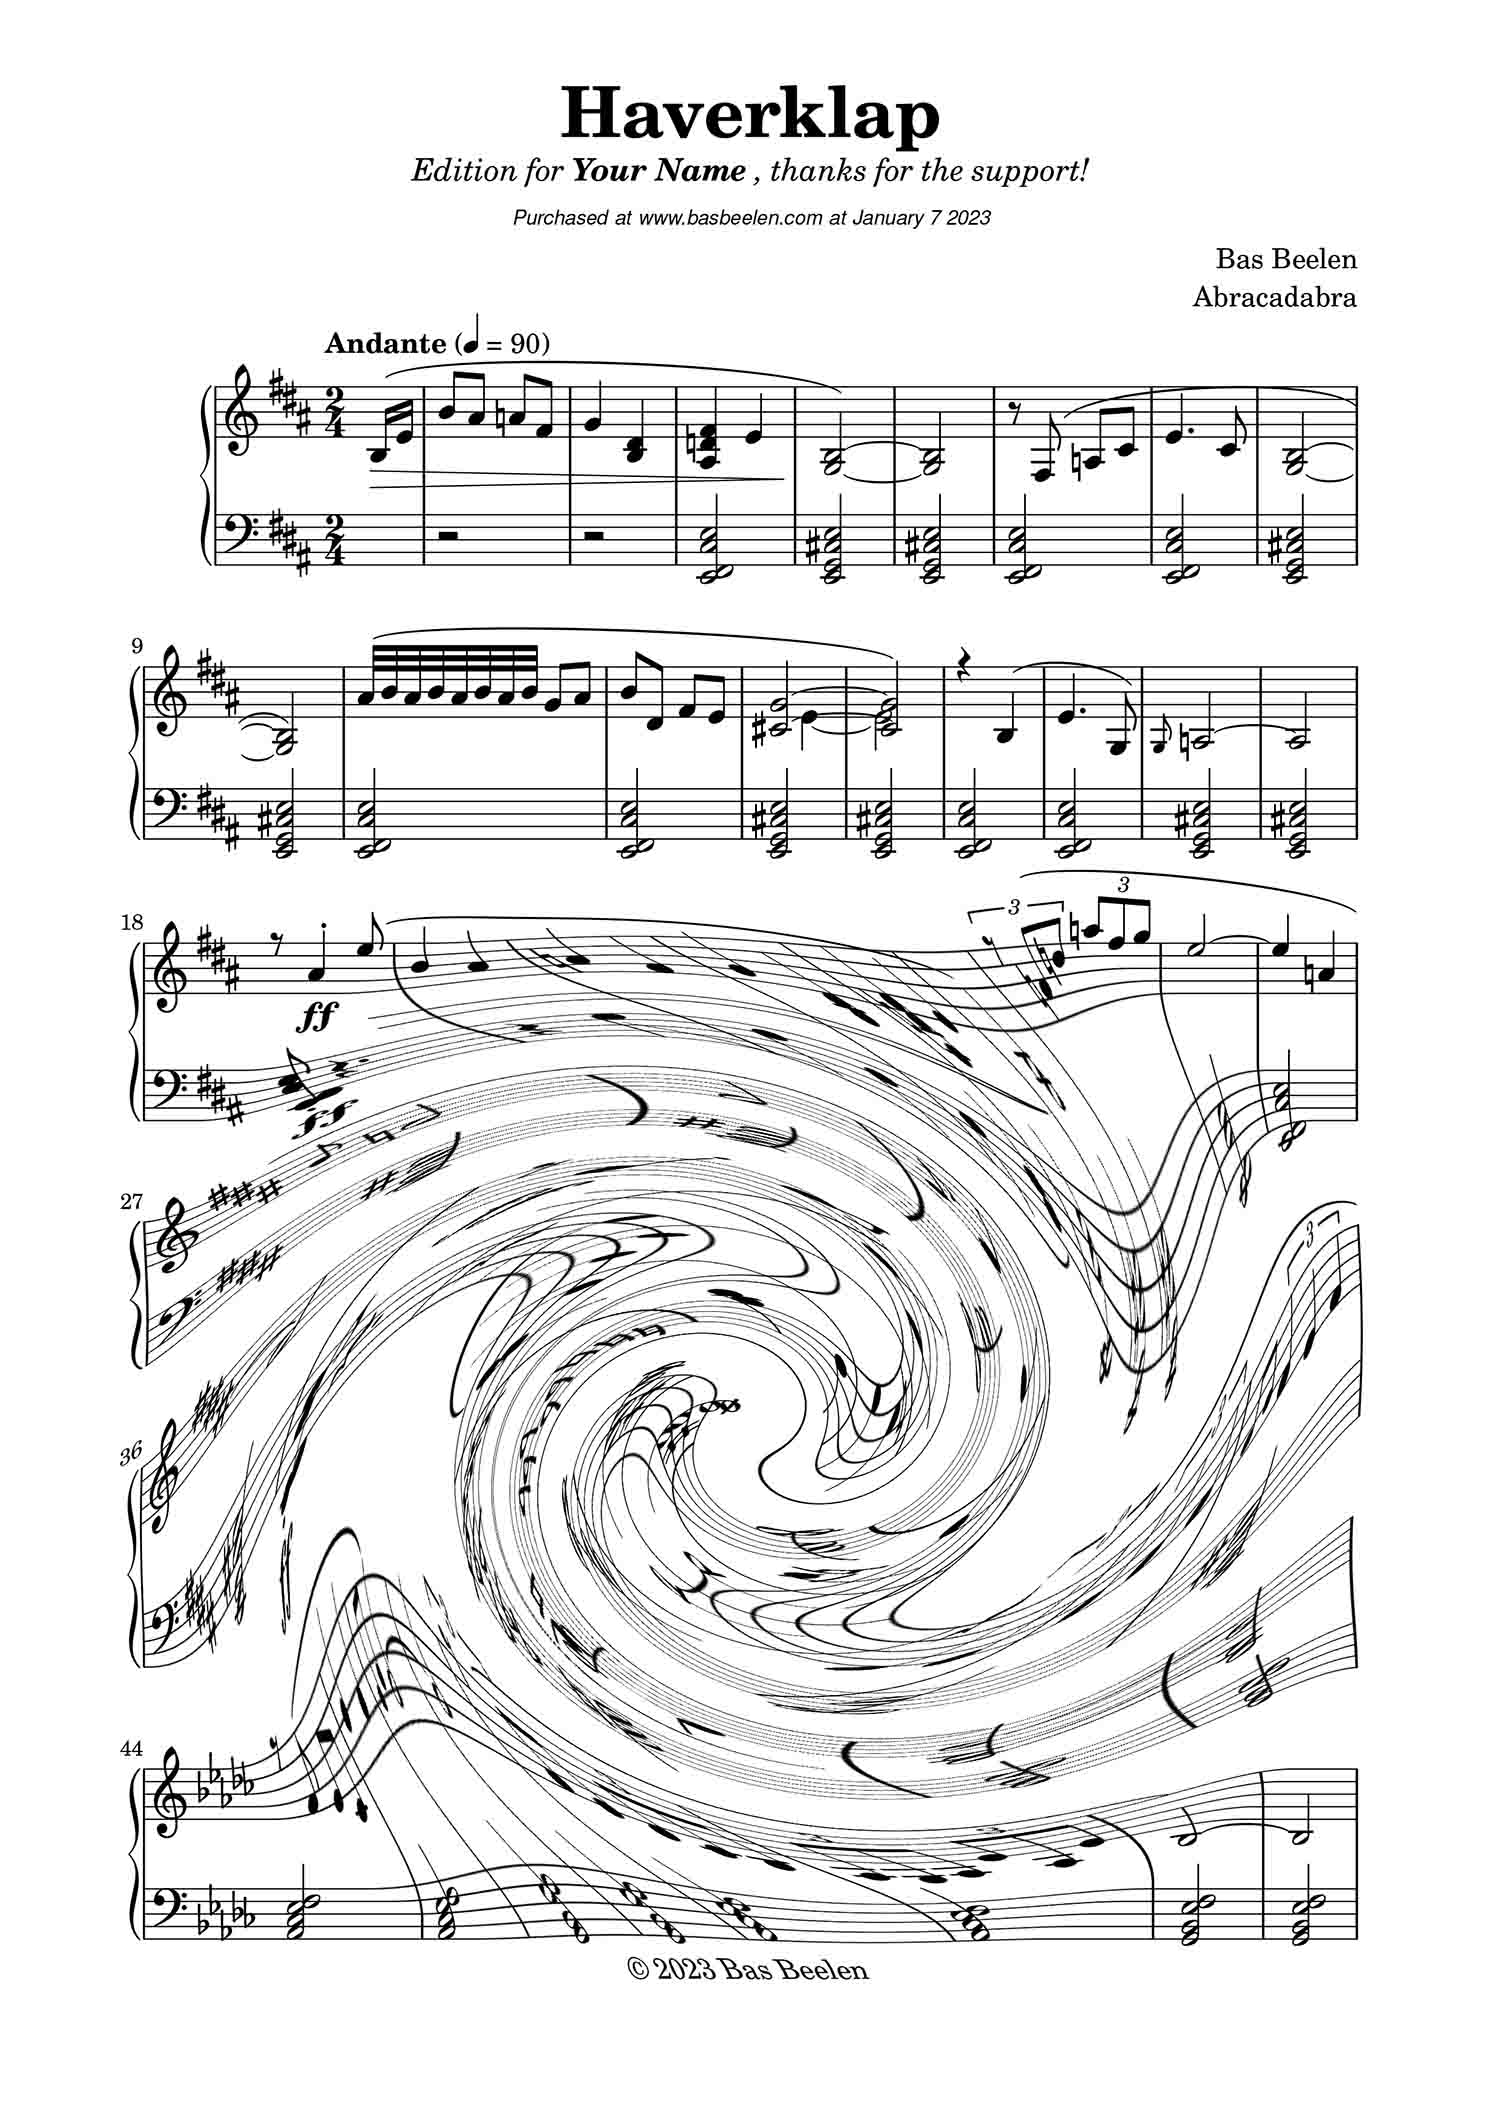 Haverklap
Edition for Your Name , thanks for the support!
Purchased at www.basbeelen.com at January 7 2023
Bas Beelen
Abracadabra
Andante (♩ = 90)
2 4
2 4
9
18
3 3
ff
ff
27
3
36
44
© 2023 Bas Beelen